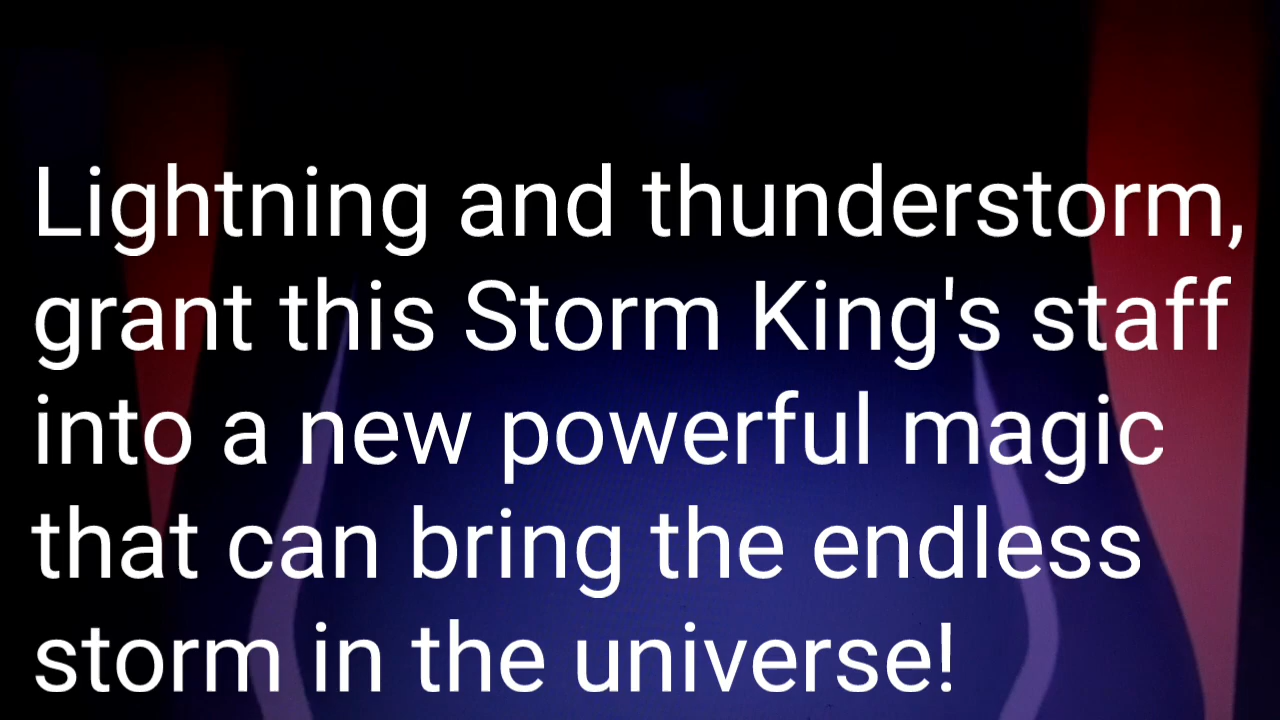 Lightning and thunderstorm,
grant this Storm King's staff
into a new powerful magic
that can bring the endless
storm in the universe!